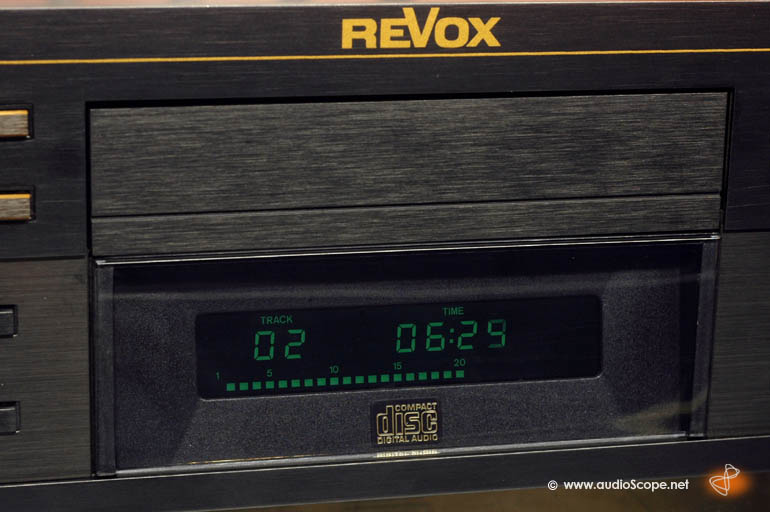 REVOX
TRACK TIME
02 06:29
1 5 10 15 20
COMPACT
disc
DIGITAL AUDIO
© www.audioScope.net